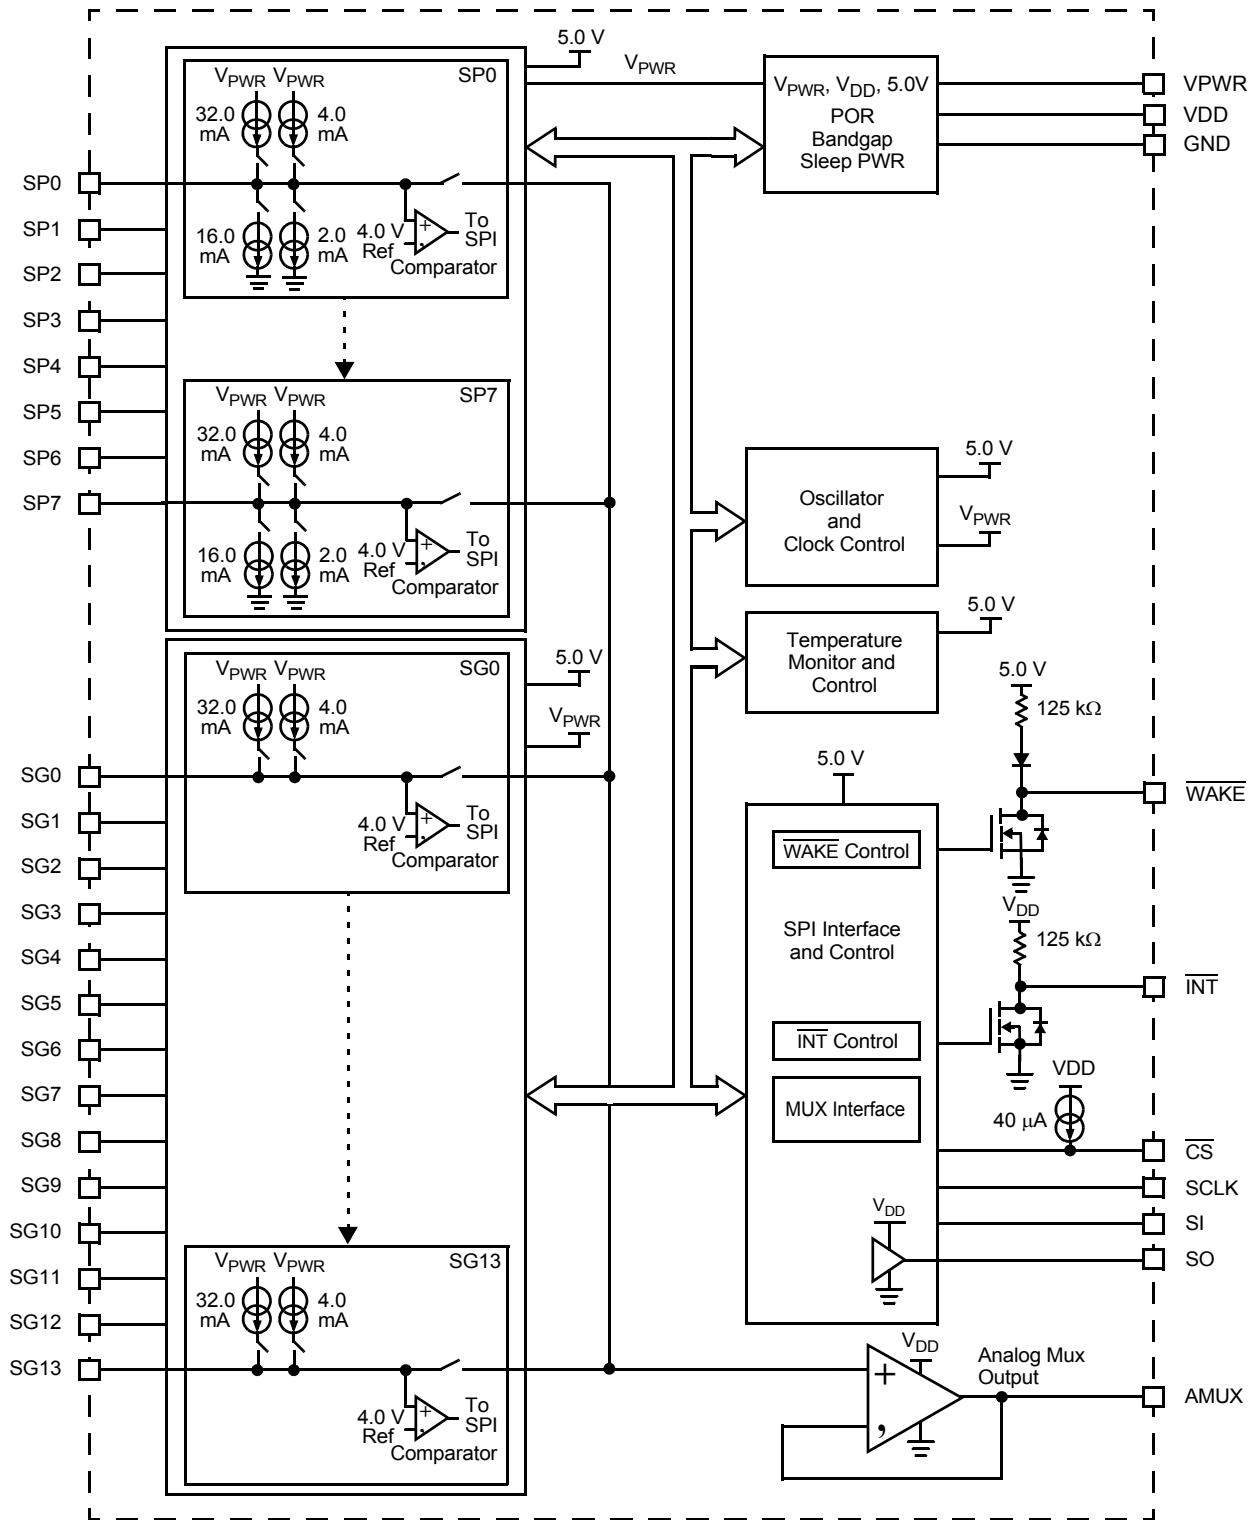 5.0 V
VPWR
VPWR VPWR SP0
32.0 mA
4.0 mA
16.0 mA
2.0 mA
4.0 V Ref
+
To SPI
Comparator
VPWR VPWR SP7
32.0 mA
4.0 mA
16.0 mA
2.0 mA
4.0 V Ref
+
To SPI
Comparator
SP0
SP1
SP2
SP3
SP4
SP5
SP6
SP7
5.0 V
VPWR
VPWR VPWR SG0
32.0 mA
4.0 mA
4.0 V Ref
+
To SPI
Comparator
VPWR VPWR SG13
32.0 mA
4.0 mA
4.0 V Ref
+
To SPI
Comparator
SG0
SG1
SG2
SG3
SG4
SG5
SG6
SG7
SG8
SG9
SG10
SG11
SG12
SG13
VPWR, VDD, 5.0V
POR
Bandgap
Sleep PWR
VPWR
VDD
GND
Oscillator
and
Clock Control
5.0 V
VPWR
Temperature
Monitor and
Control
5.0 V
5.0 V
125 kΩ
WAKE
5.0 V
WAKE Control
SPI Interface
and Control
INT Control
MUX Interface
VDD
125 kΩ
INT
VDD
40 μA
CS
SCLK
SI
SO
VDD
VDD
+
,
Analog Mux
Output
AMUX